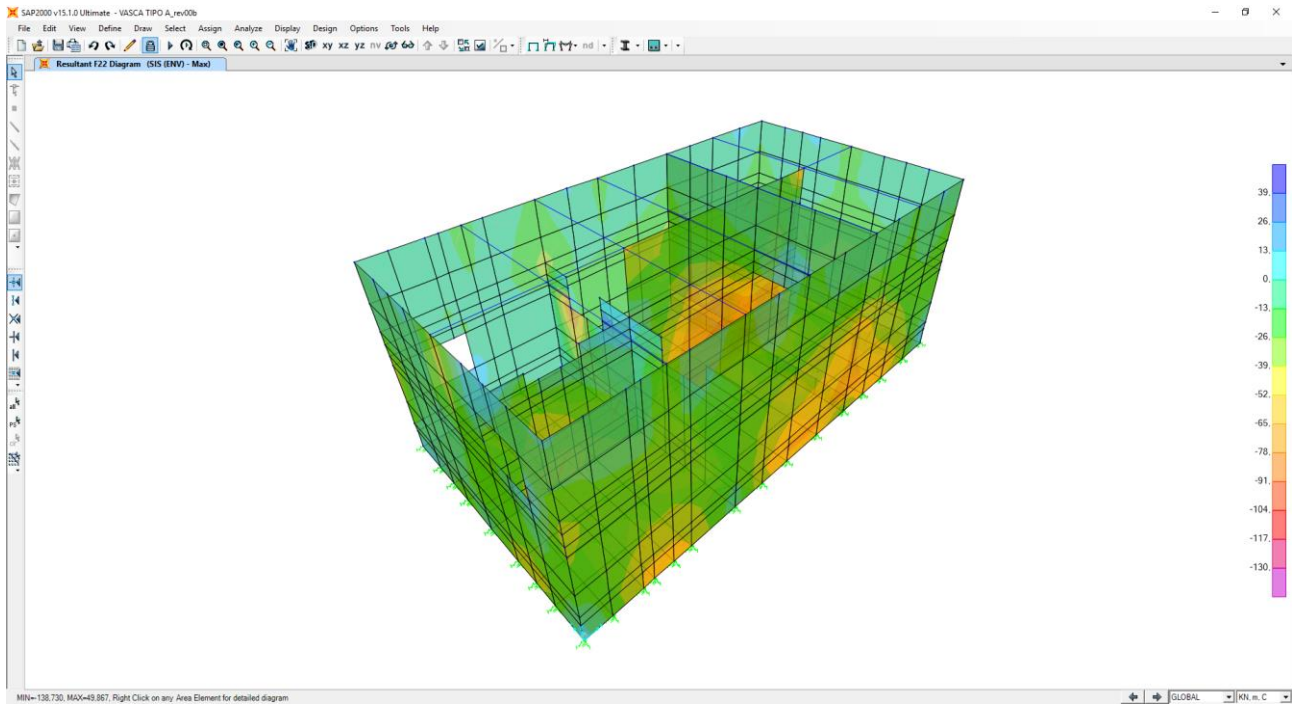 SAP2000 v15.1.0 Ultimate - VASCA TIPO A_rev00b
File Edit View Define Draw Select Assign Analyze Display Design Options Tools Help
xy xz yz nv nd
Resultant F22 Diagram (SIS (ENV) - Max)
39.
26.
13.
0.
-13.
-26.
-39.
-52.
-65.
-78.
-91.
-104.
-117.
-130.
MIN=-138.730, MAX=49.867, Right Click on any Area Element for detailed diagram
GLOBAL
KN, m, C